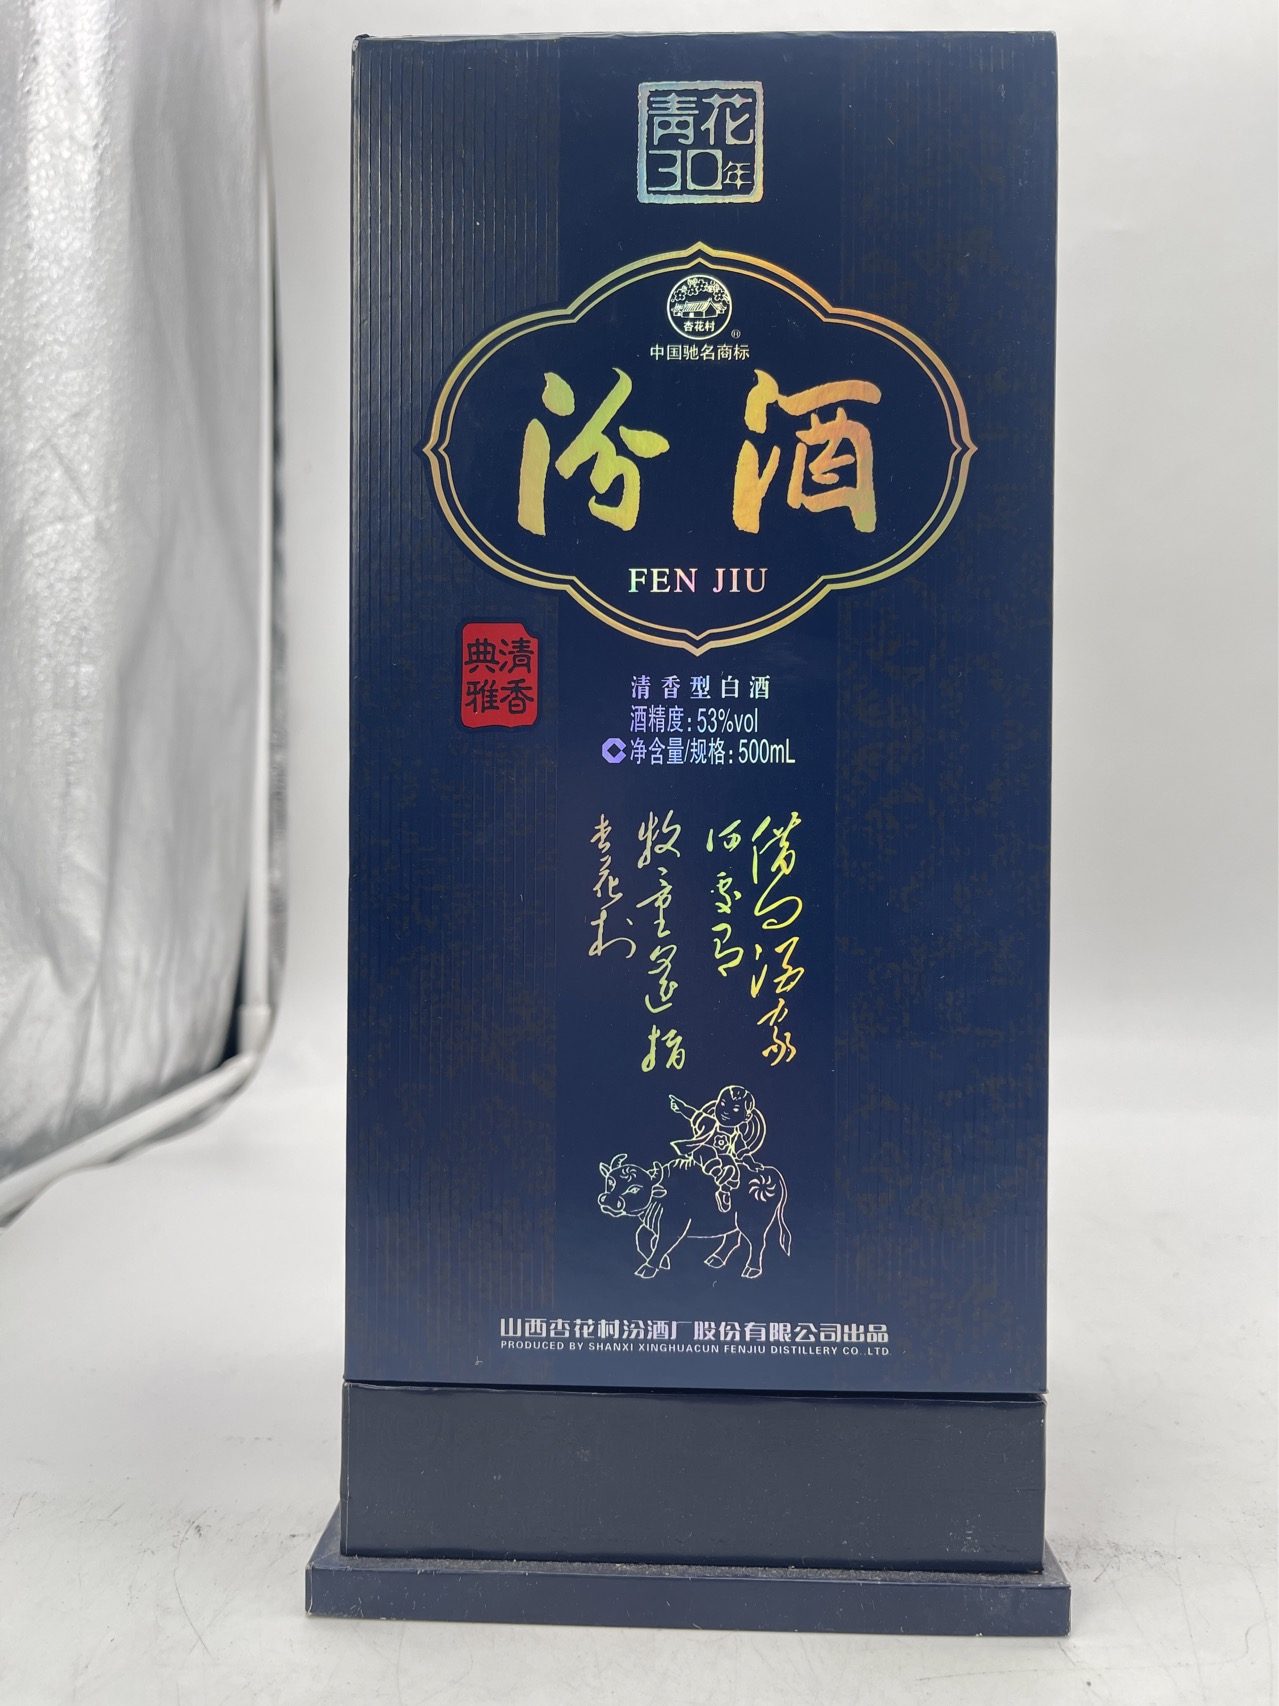 青花
30年
杏花村
®
中国驰名商标
汾酒
FEN JIU
清香
典雅
清香型白酒
酒精度:53%vol
净含量/规格:500mL
借问酒家
何处有
牧童遥指
杏花村
山西杏花村汾酒厂股份有限公司出品
PRODUCED BY SHANXI XINGHUACUN FENJIU DISTILLERY CO.,LTD.